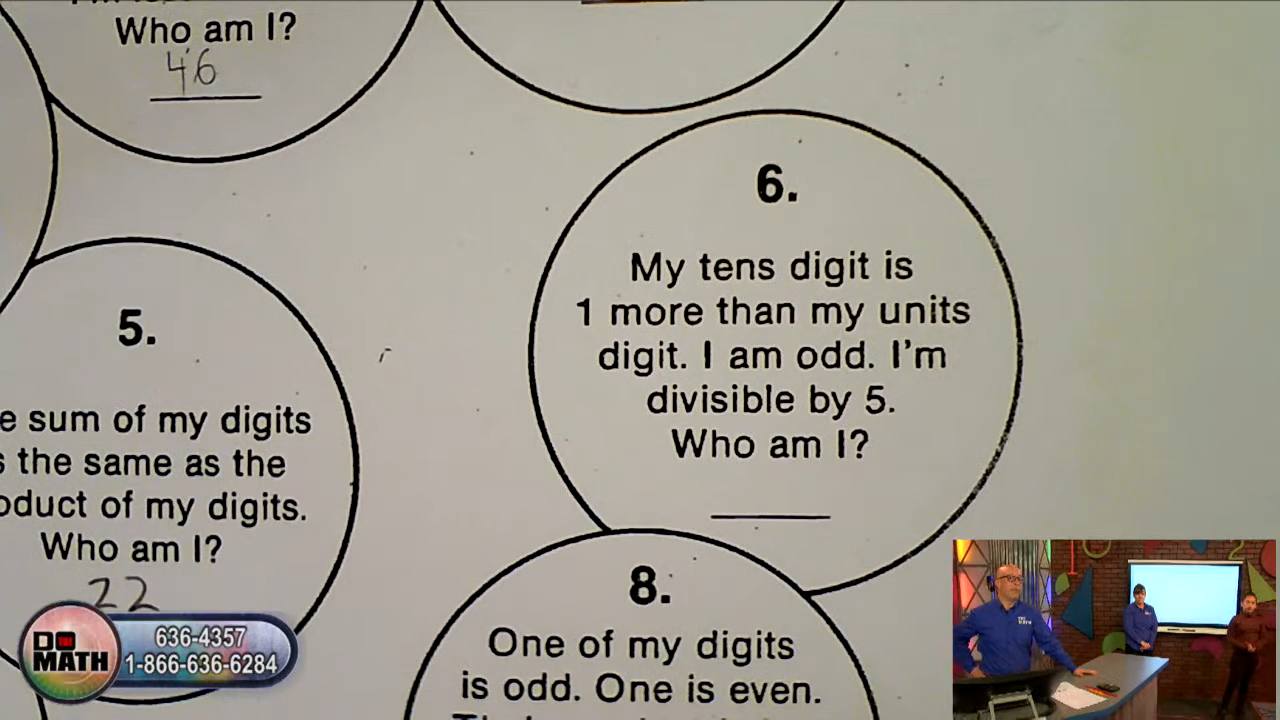 Who am I?
46
5.
sum of my digits
the same as the
of my digits.
Who am I?
22
6.
My tens digit is
1 more than my units
digit. I am odd. I'm
divisible by 5.
Who am I?
8.
One of my digits
is odd. One is even.
DO THE MATH
636-4357
1-866-636-6284